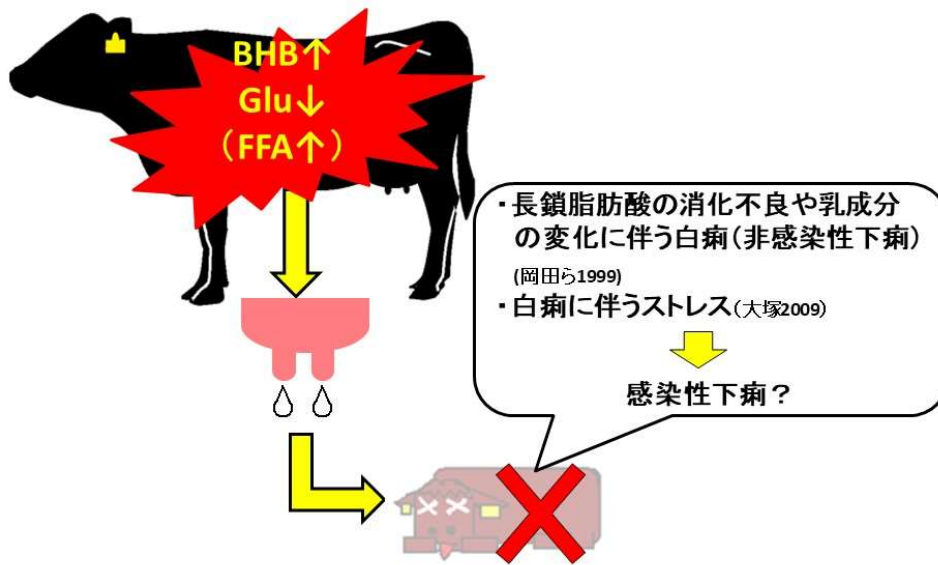 BHB↑
Glu↓
(FFA↑)
・長鎖脂肪酸の消化不良や乳成分
の変化に伴う白痢(非感染性下痢)
(岡田ら1999)
・白痢に伴うストレス(大塚2009)
感染性下痢？